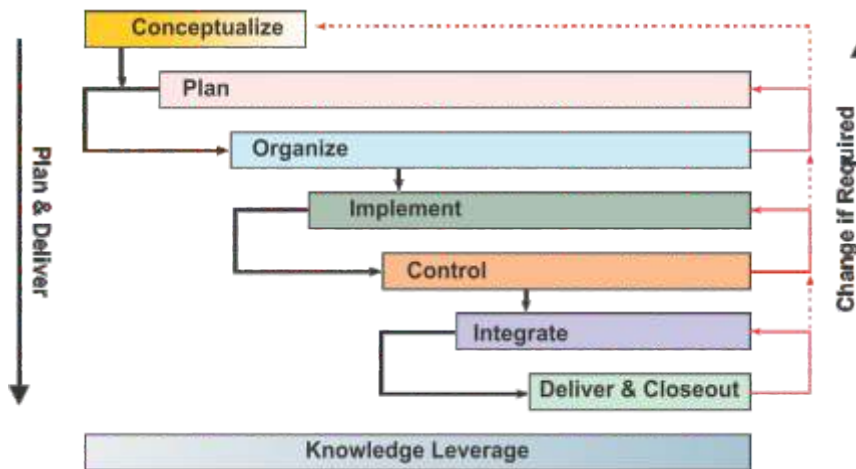 Conceptualize
Plan
Organize
Implement
Control
Integrate
Deliver & Closeout
Knowledge Leverage
Plan & Deliver
Change if Required